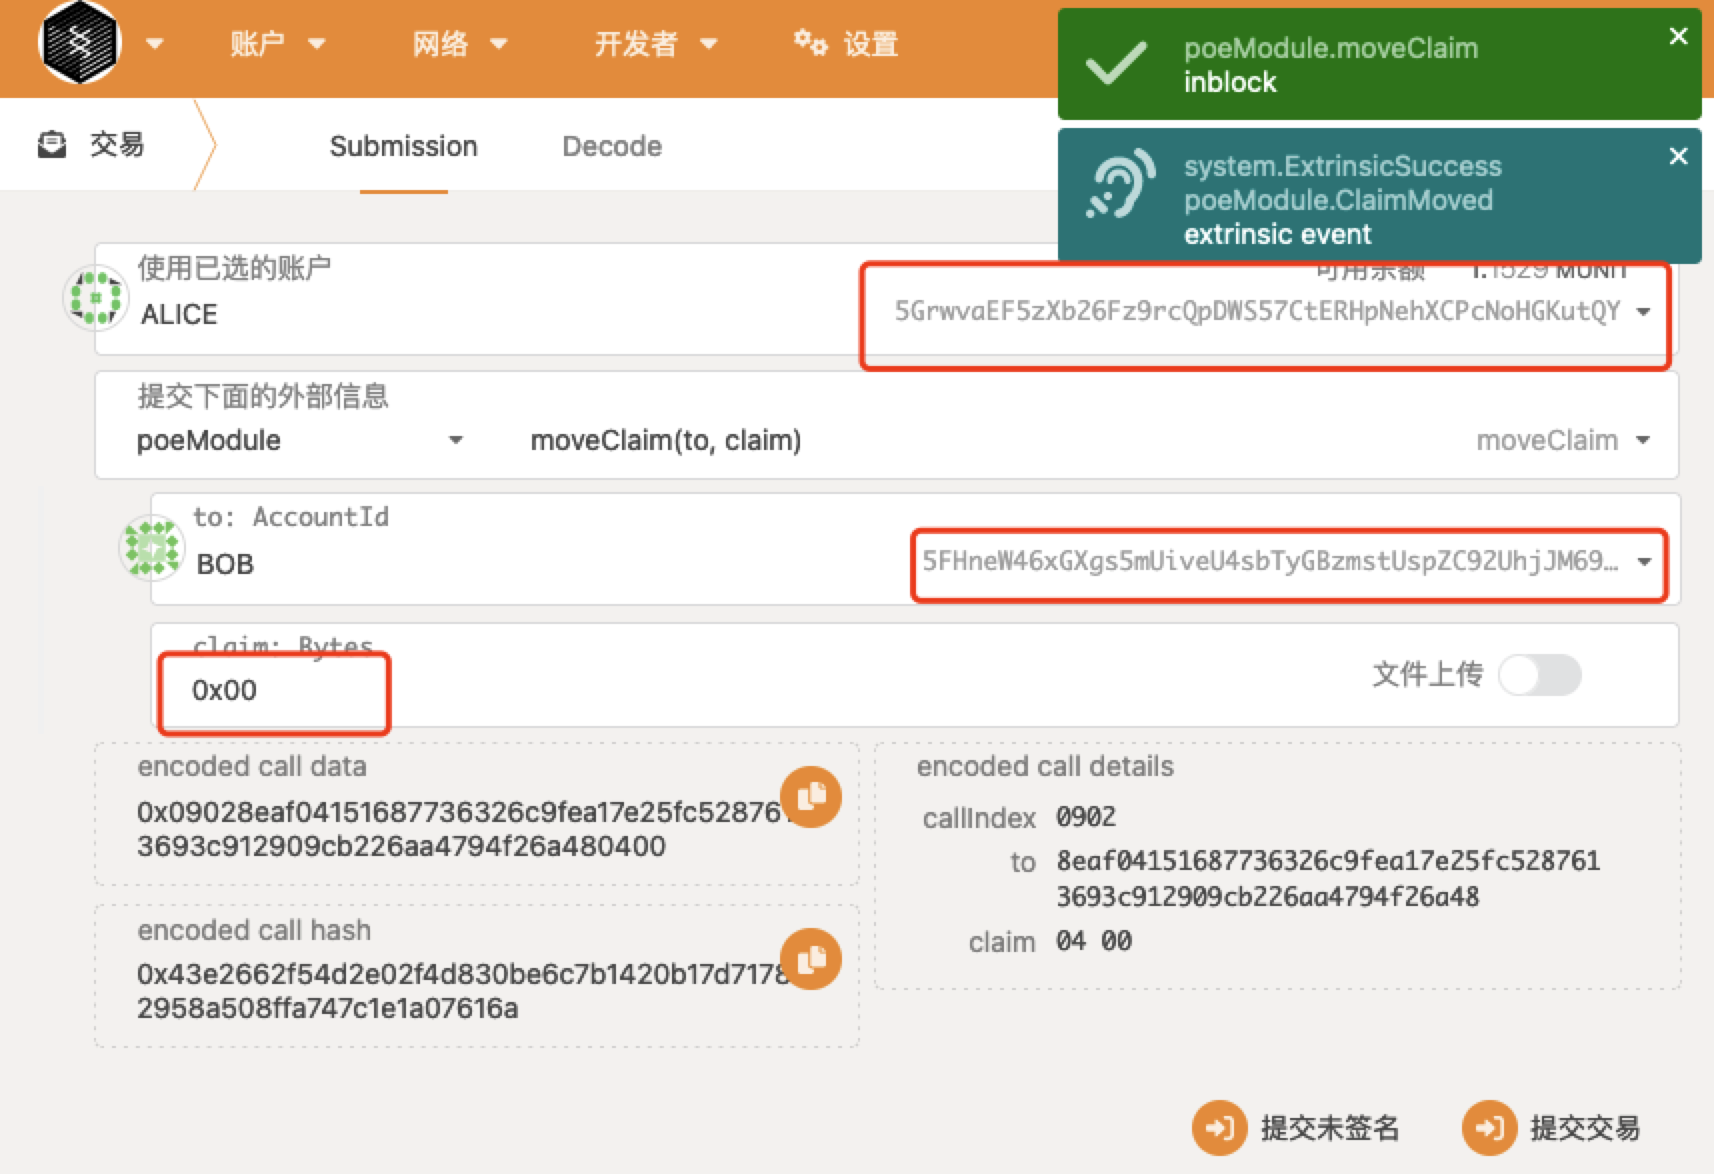 账户
网络
开发者
设置
poeModule.moveClaim
inblock
system.ExtrinsicSuccess
poeModule.ClaimMoved
extrinsic event
交易
Submission
Decode
使用已选的账户
可用余额 1.1529 MUNIT
ALICE
5GrwvaEF5zXb26Fz9rcQpDWS57CtERHpNehXCPcNoHGKutQY
提交下面的外部信息
poeModule
moveClaim(to, claim)
moveClaim
to: AccountId
BOB
5FHneW46xGXgs5mUiveU4sbTyGBzmstUspZC92UhjJM69…
claim: Bytes
0x00
文件上传
encoded call data
0x09028eaf04151687736326c9fea17e25fc528761
3693c912909cb226aa4794f26a480400
encoded call details
callIndex 0902
to 8eaf04151687736326c9fea17e25fc528761
3693c912909cb226aa4794f26a48
claim 04 00
encoded call hash
0x43e2662f54d2e02f4d830be6c7b1420b17d7178
2958a508ffa747c1e1a07616a
提交未签名
提交交易